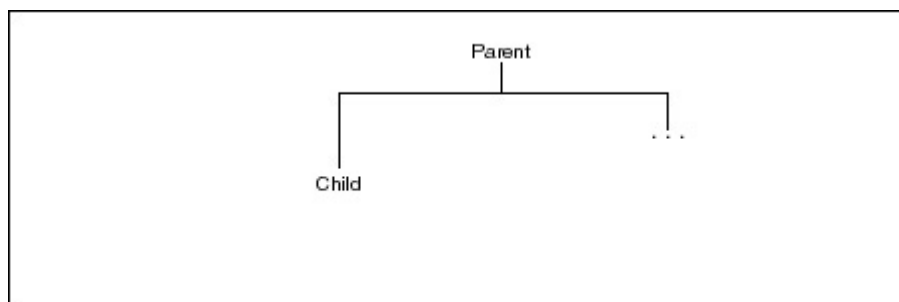 Parent
. . .
Child